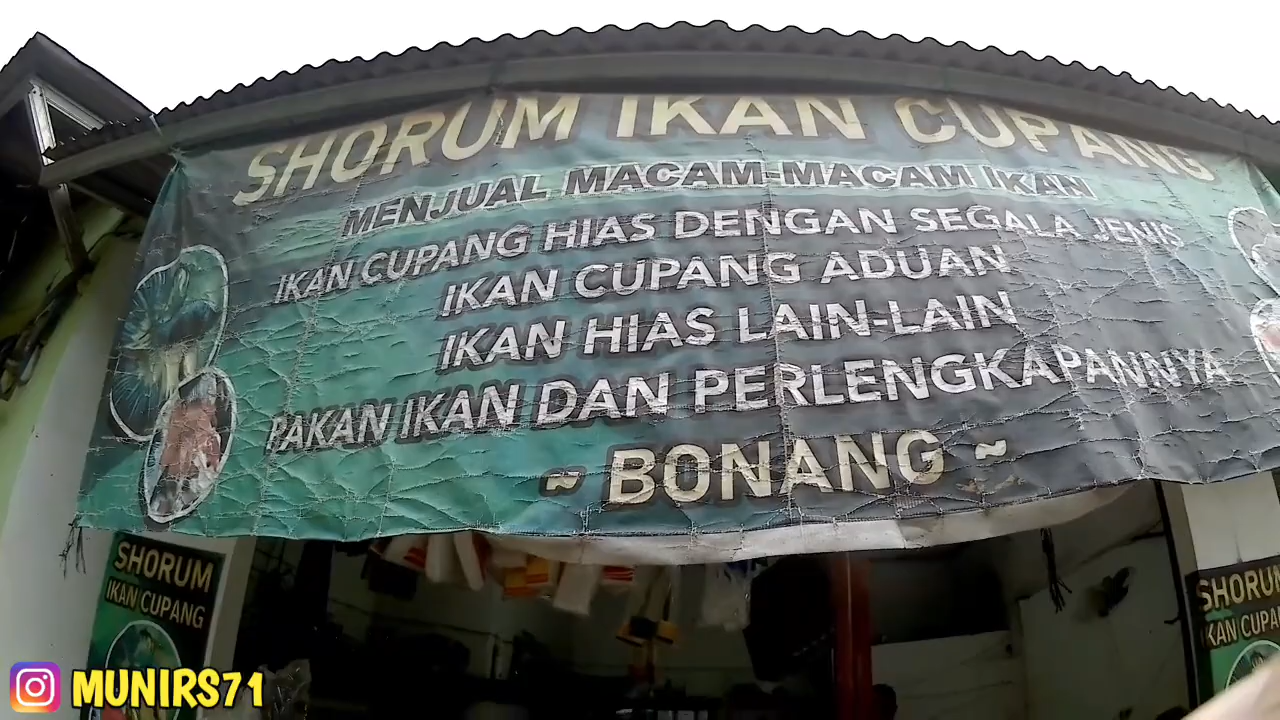 SHORUM IKAN CUPANG
MENJUAL MACAM-MACAM IKAN
IKAN CUPANG HIAS DENGAN SEGALA JENIS
IKAN CUPANG ADUAN
IKAN HIAS LAIN-LAIN
PAKAN IKAN DAN PERLENGKAPANNYA
~ BONANG ~
SHORUM
IKAN CUPANG
SHORUM
IKAN CUPA
MUNIRS71